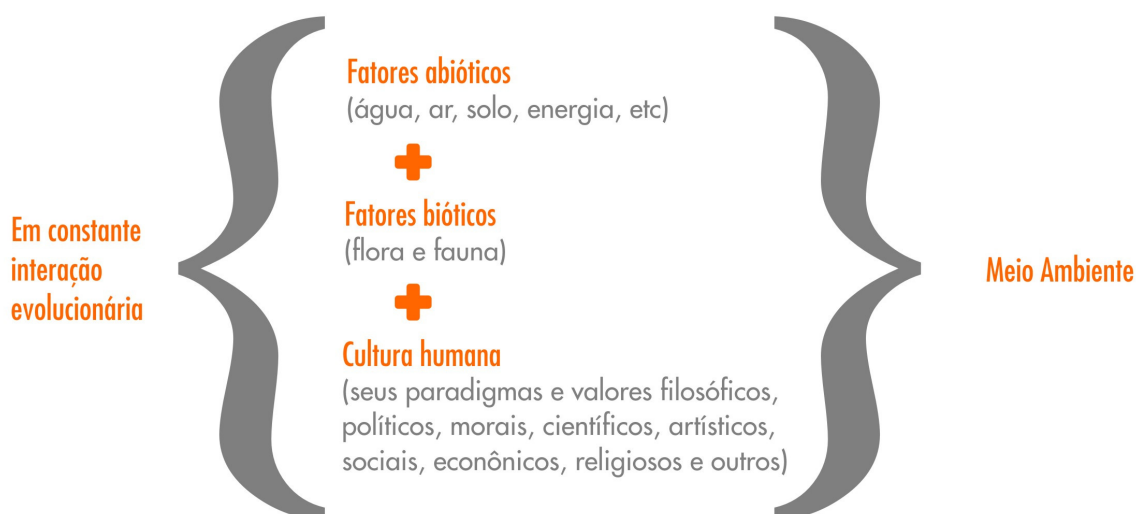 Fatores abióticos
(água, ar, solo, energia, etc)
Fatores bióticos
(flora e fauna)
Em constante
interação
evolucionária
Meio Ambiente
Cultura humana
(seus paradigmas e valores filosóficos,
políticos, morais, científicos, artísticos,
sociais, econônicos, religiosos e outros)